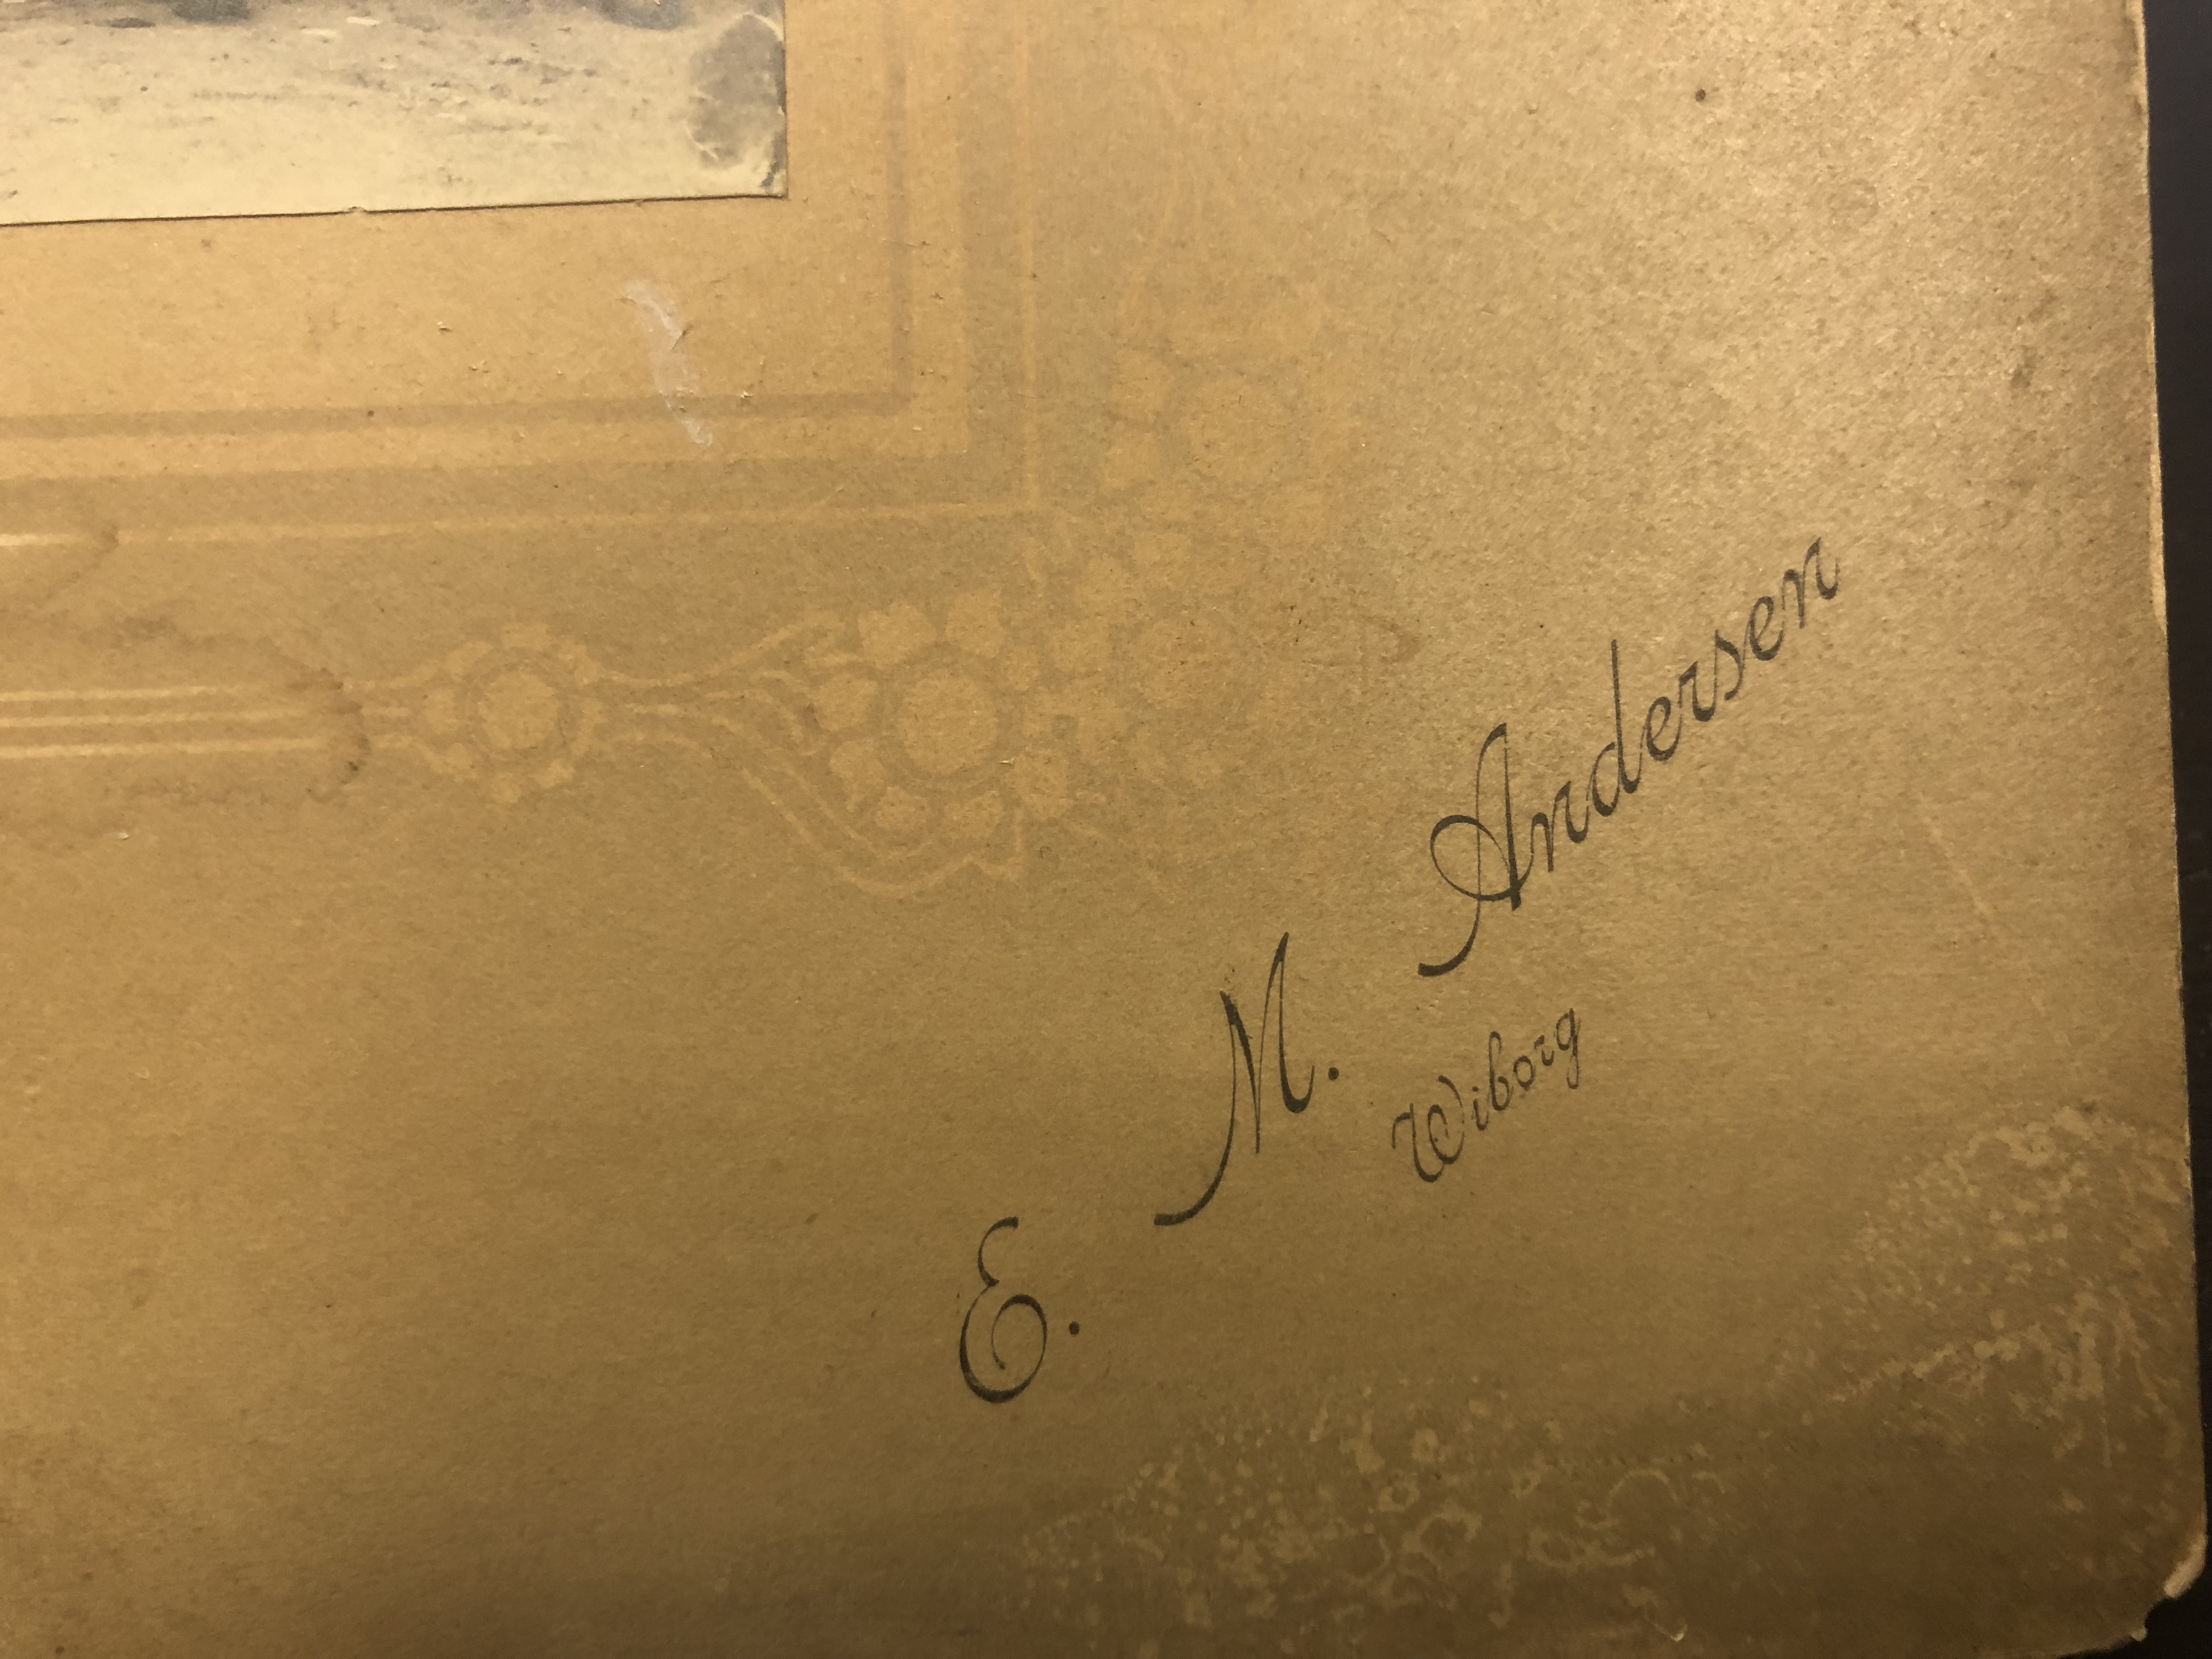 E. M. Andersen
Wiborg